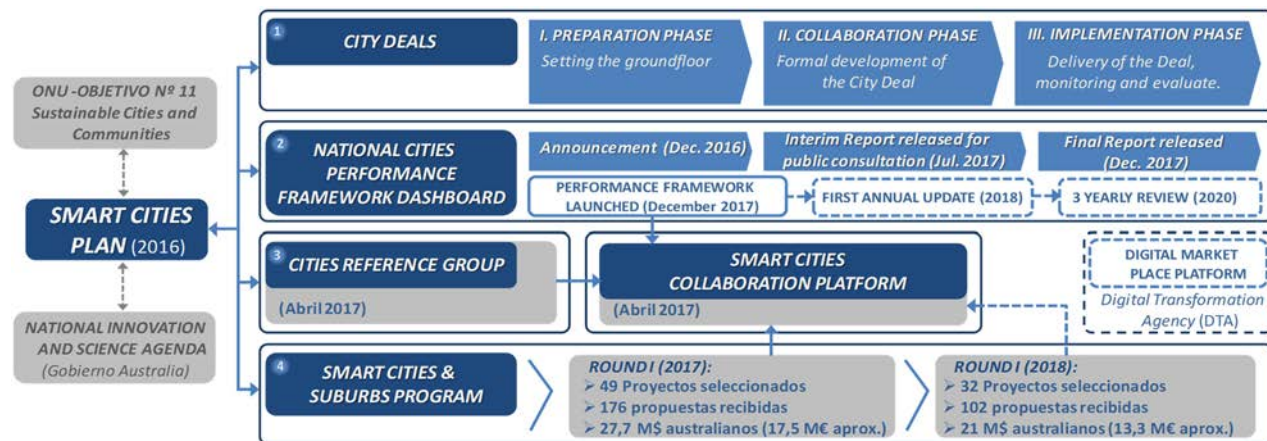 ONU -OBJETIVO Nº 11
Sustainable Cities and
Communities
SMART CITIES
PLAN (2016)
NATIONAL INNOVATION
AND SCIENCE AGENDA
(Gobierno Australia)
1
CITY DEALS
I. PREPARATION PHASE
Setting the groundfloor
II. COLLABORATION PHASE
Formal development of
the City Deal
III. IMPLEMENTATION PHASE
Delivery of the Deal,
monitoring and evaluate.
2
NATIONAL CITIES
PERFORMANCE
FRAMEWORK DASHBOARD
Announcement (Dec. 2016)
Interim Report released for
public consultation (Jul. 2017)
Final Report released
(Dec. 2017)
PERFORMANCE FRAMEWORK
LAUNCHED (December 2017)
FIRST ANNUAL UPDATE (2018)
3 YEARLY REVIEW (2020)
3
CITIES REFERENCE GROUP
(Abril 2017)
SMART CITIES
COLLABORATION PLATFORM
(Abril 2017)
DIGITAL MARKET
PLACE PLATFORM
Digital Transformation
Agency (DTA)
4
SMART CITIES &
SUBURBS PROGRAM
ROUND I (2017):
➢ 49 Proyectos seleccionados
➢ 176 propuestas recibidas
➢ 27,7 M$ australianos (17,5 M€ aprox.)
ROUND I (2018):
➢ 32 Proyectos seleccionados
➢ 102 propuestas recibidas
➢ 21 M$ australianos (13,3 M€ aprox.)